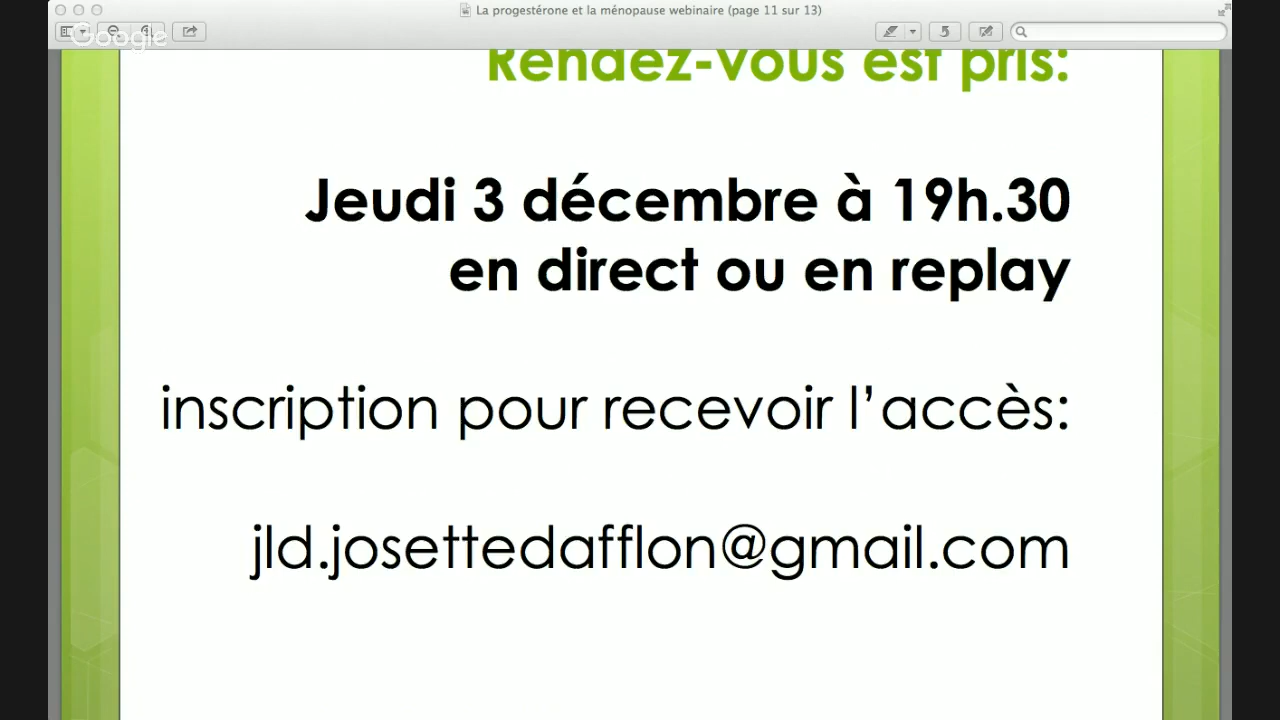 La progestérone et la ménopause webinaire (page 11 sur 13)
Google
Rendez-vous est pris:
Jeudi 3 décembre à 19h.30
en direct ou en replay
inscription pour recevoir l’accès:
jld.josettedafflon@gmail.com